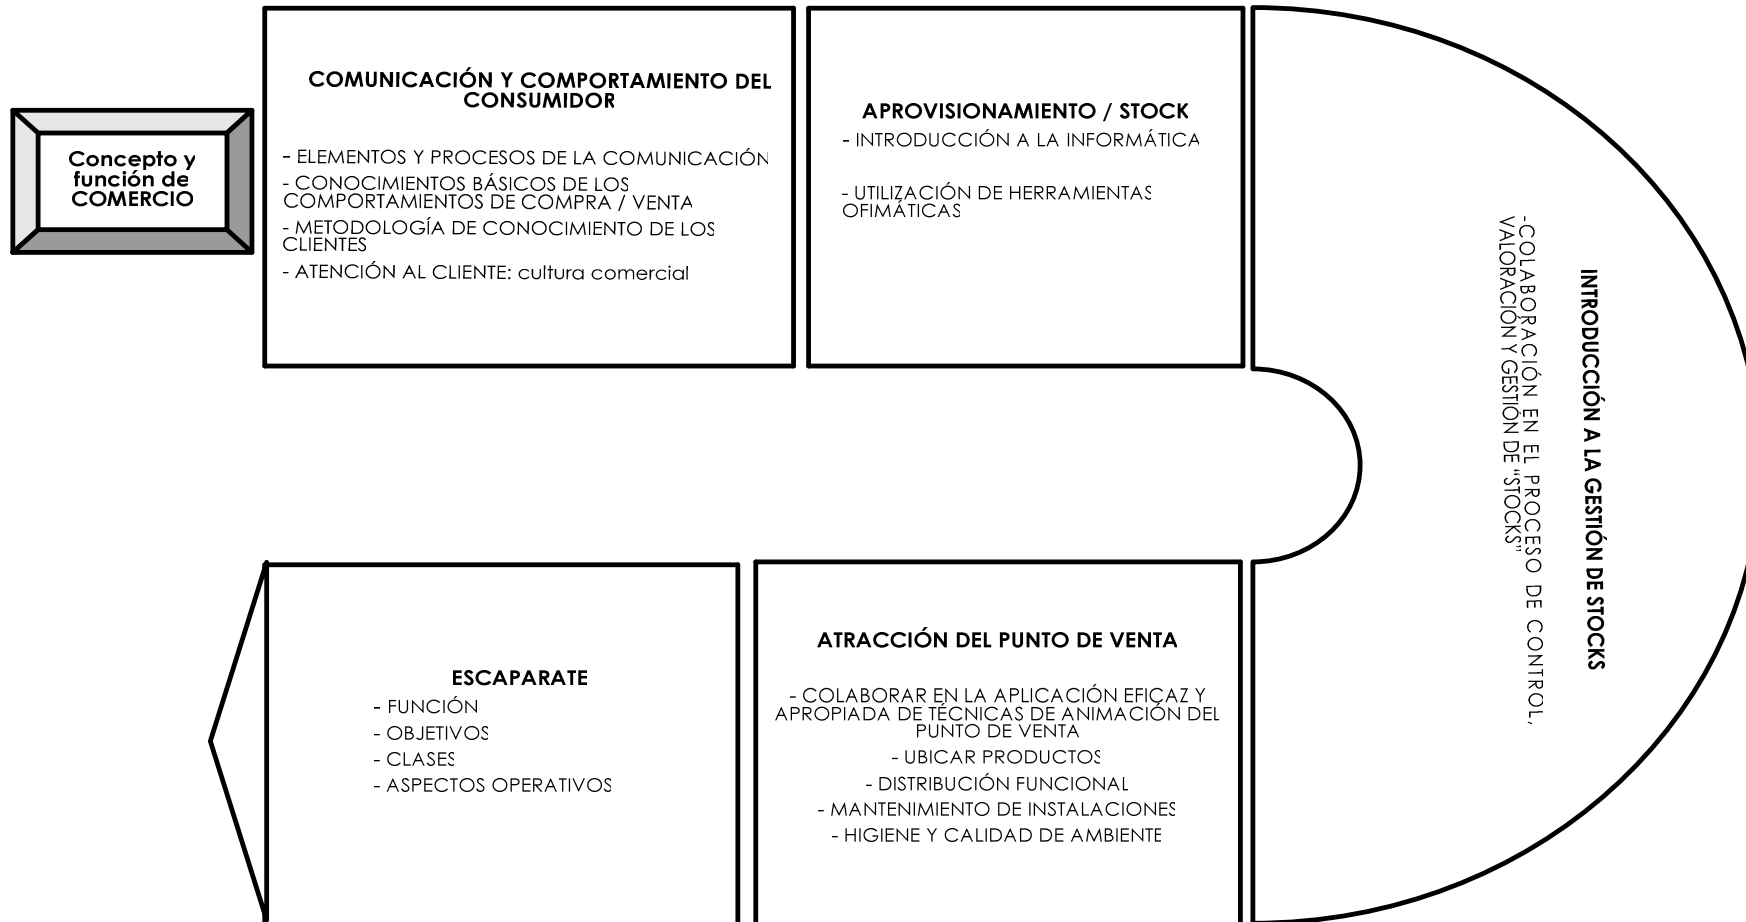 Concepto y
función de
COMERCIO
COMUNICACIÓN Y COMPORTAMIENTO DEL
CONSUMIDOR
- ELEMENTOS Y PROCESOS DE LA COMUNICACIÓN
- CONOCIMIENTOS BÁSICOS DE LOS
COMPORTAMIENTOS DE COMPRA / VENTA
- METODOLOGÍA DE CONOCIMIENTO DE LOS
CLIENTES
- ATENCIÓN AL CLIENTE: cultura comercial
APROVISIONAMIENTO / STOCK
- INTRODUCCIÓN A LA INFORMÁTICA
- UTILIZACIÓN DE HERRAMIENTAS
OFIMÁTICAS
INTRODUCCIÓN A LA GESTIÓN DE STOCKS
-COLABORACIÓN EN EL PROCESO DE CONTROL,
VALORACIÓN Y GESTIÓN DE "STOCKS"
ATRACCIÓN DEL PUNTO DE VENTA
- COLABORAR EN LA APLICACIÓN EFICAZ Y
APROPIADA DE TÉCNICAS DE ANIMACIÓN DEL
PUNTO DE VENTA
- UBICAR PRODUCTOS
- DISTRIBUCIÓN FUNCIONAL
- MANTENIMIENTO DE INSTALACIONES
- HIGIENE Y CALIDAD DE AMBIENTE
ESCAPARATE
- FUNCIÓN
- OBJETIVOS
- CLASES
- ASPECTOS OPERATIVOS